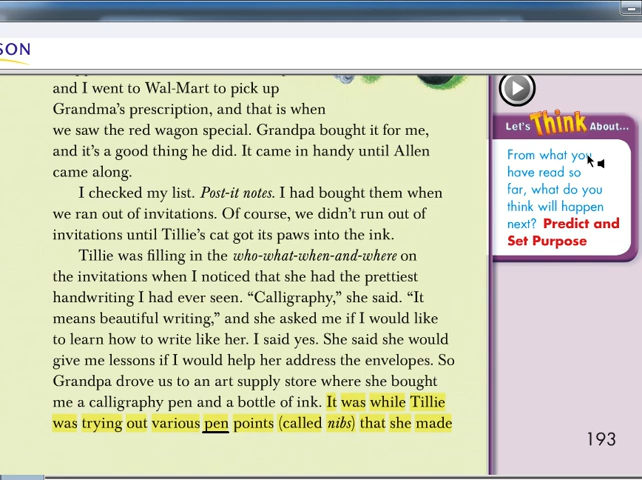 SON
and I went to Wal-Mart to pick up
Grandma's prescription, and that is when
we saw the red wagon special. Grandpa bought it for me,
and it's a good thing he did. It came in handy until Allen
came along.
I checked my list. Post-it notes. I had bought them when
we ran out of invitations. Of course, we didn't run out of
invitations until Tillie's cat got its paws into the ink.
Tillie was filling in the who-what-when-and-where on
the invitations when I noticed that she had the prettiest
handwriting I had ever seen. “Calligraphy,” she said. “It
means beautiful writing,” and she asked me if I would like
to learn how to write like her. I said yes. She said she would
give me lessons if I would help her address the envelopes. So
Grandpa drove us to an art supply store where she bought
me a calligraphy pen and a bottle of ink. It was while Tillie
was trying out various pen points (called nibs) that she made
Let's Think About...
From what you
have read so
far, what do you
think will happen
next? Predict and
Set Purpose
193